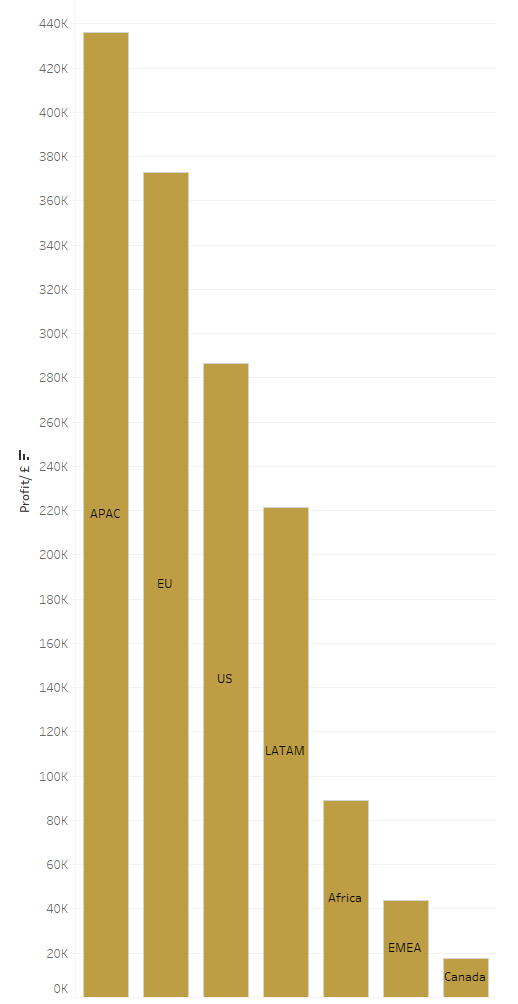 440K
420K
400K
380K
360K
340K
320K
300K
280K
260K
240K
220K
200K
180K
160K
140K
120K
100K
80K
60K
40K
20K
0K
Profit/ £
APAC
EU
US
LATAM
Africa
EMEA
Canada